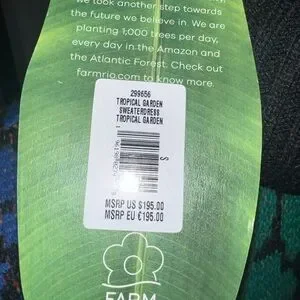 we took another step towards
the future we believe in. We are
planting 1,000 trees per day,
every day in the Amazon and
the Atlantic Forest. Check out
farmrio.com to know more.
299656
TROPICAL GARDEN
SWEATERDRESS
TROPICAL GARDEN
S
MSRP US $195.00
MSRP EU €195.00
FARM